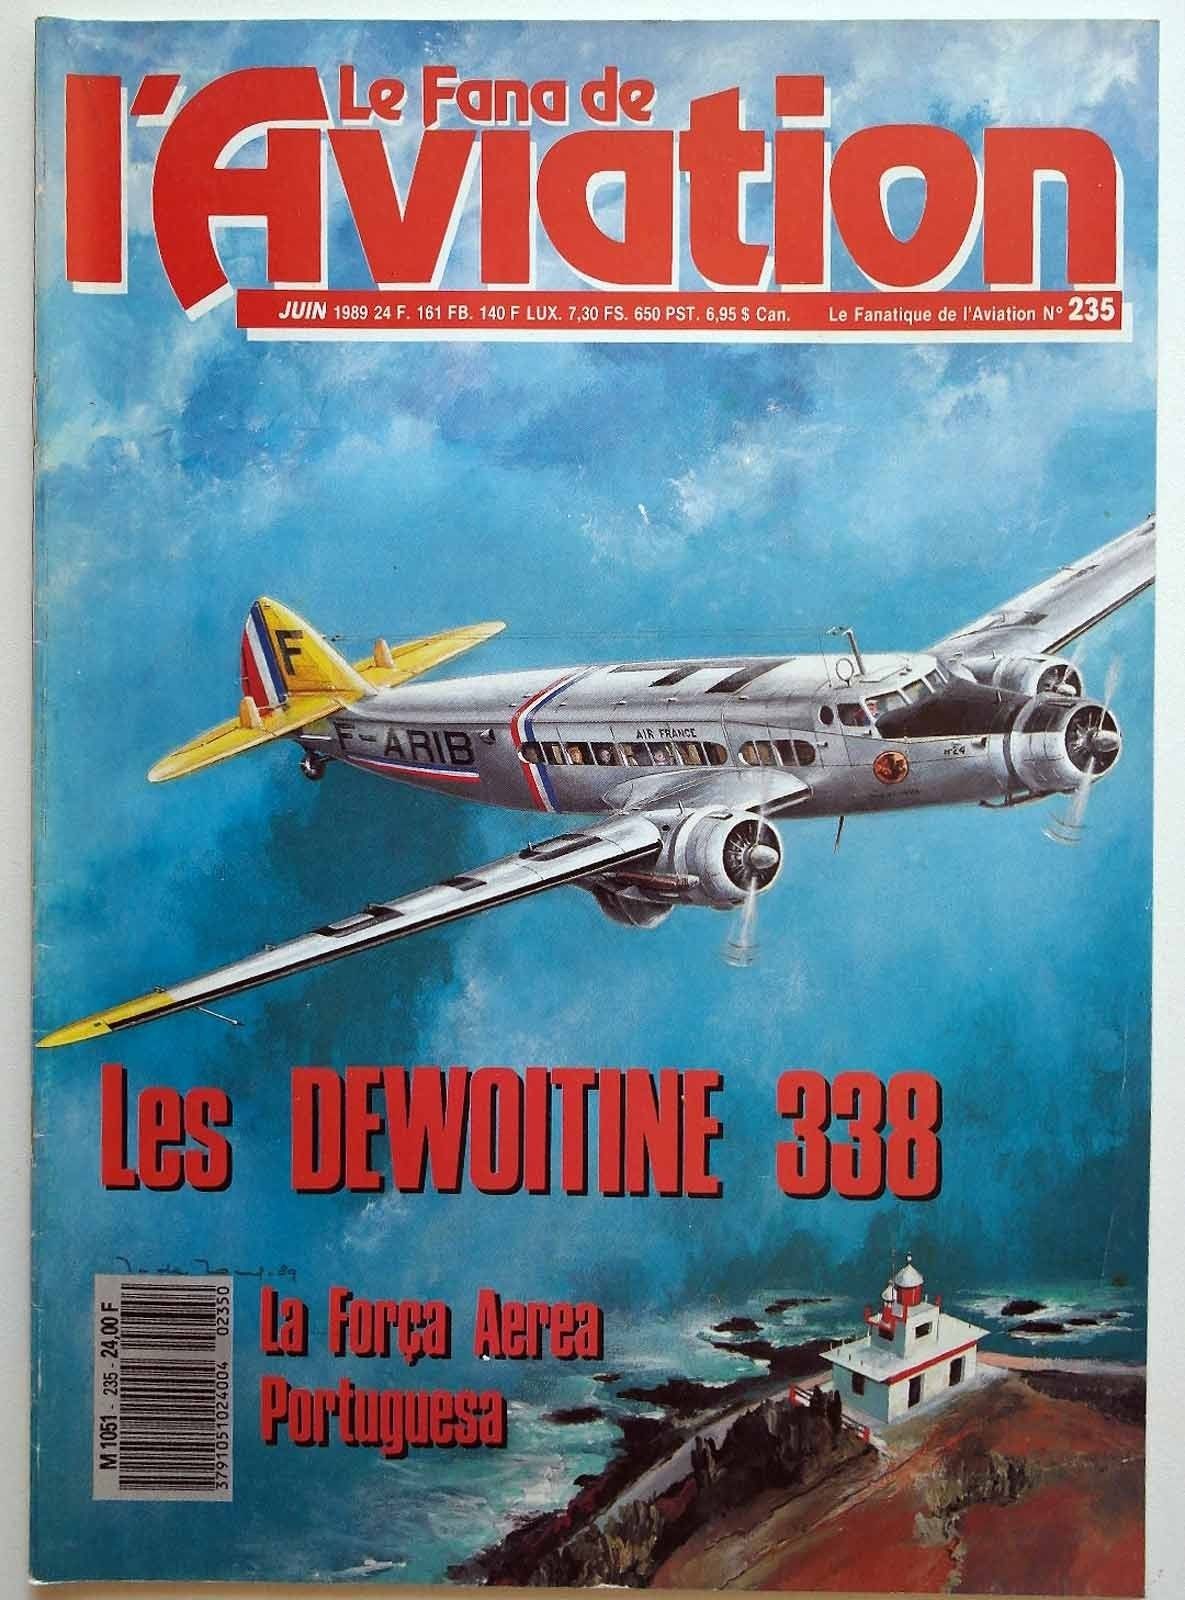 Le Fana de
l'Aviation
JUIN 1989 24 F. 161 FB. 140 F LUX. 7,30 FS. 650 PST. 6,95 $ Can. Le Fanatique de l'Aviation N° 235
F
F-ARIB
AIR FRANCE
N°24
Les DEWOITINE 338
La Força Aerea
Portuguesa
M 1051 - 235 - 24,00 F
3791051024004 02350